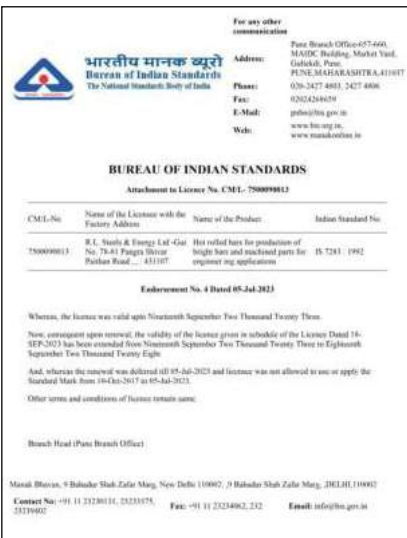 For any other
communication
भारतीय मानक ब्यूरो
Bureau of Indian Standards
The National Standards Body of India
Address:
Pune Branch Office-657-660,
MAIDC Building, Market Yard,
Gultekdi, Pune,
PUNE,MAHARASHTRA,411037
Phone: 020-2427 4803, 2427 4806
Fax: 02024268659
E-Mail: pnbo@bis.gov.in
Web:
www.bis.org.in,
www.manakonline.in
BUREAU OF INDIAN STANDARDS
Attachment to Licence No. CM/L- 7500090013
CM/L-No Name of the Licensee with the Factory Address Name of the Product Indian Standard No.
7500090013
R.L. Steels & Energy Ltd -Gut
No. 78-81 Pangra Shivar
Paithan Road 431107
Hot rolled bars for production of
bright bars and machined parts for
engineering applications
IS 7283 : 1992
Endorsement No. 4 Dated 05-Jul-2023
Whereas, the licence was valid upto Nineteenth September Two Thousand Twenty Three.
Now, consequent upon renewal, the validity of the licence given in schedule of the Licence Dated
SEP-2023 has been extended from Nineteenth September Two Thousand Twenty Three to Eighteenth
September Two Thousand Twenty Eight
And, whereas the renewal was deferred till 05-Jul-2023 and licensee was not allowed to use or apply the
Standard Mark from 10-Oct-2017 to 05-Jul-2023.
Other terms and conditions of licence remain same.
Branch Head (Pune Branch Office)
Manak Bhavan, 9 Bahadur Shah Zafar Marg, New Delhi 110002. ,9 Bahadur Shah Zafar Marg, ,DELHI,110002
Contact No: +91 11 23230131, 23233375,
23239402
Fax: +91 11 23234062, 232
Email: info@bis.gov.in